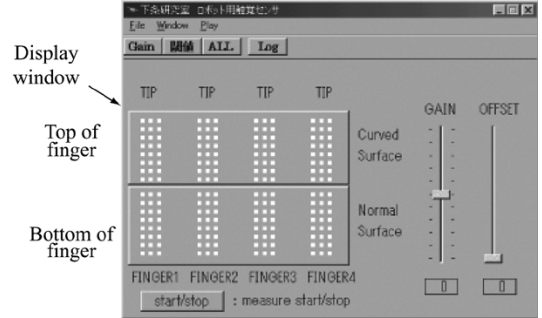 下条研究室 ロボット用触覚センサ
File Window Play
Gain 閾値 ALL Log
Display window
TIP TIP TIP TIP
GAIN OFFSET
Top of finger
Curved Surface
Bottom of finger
Normal Surface
FINGER1 FINGER2 FINGER3 FINGER4
0 0
start/stop : measure start/stop